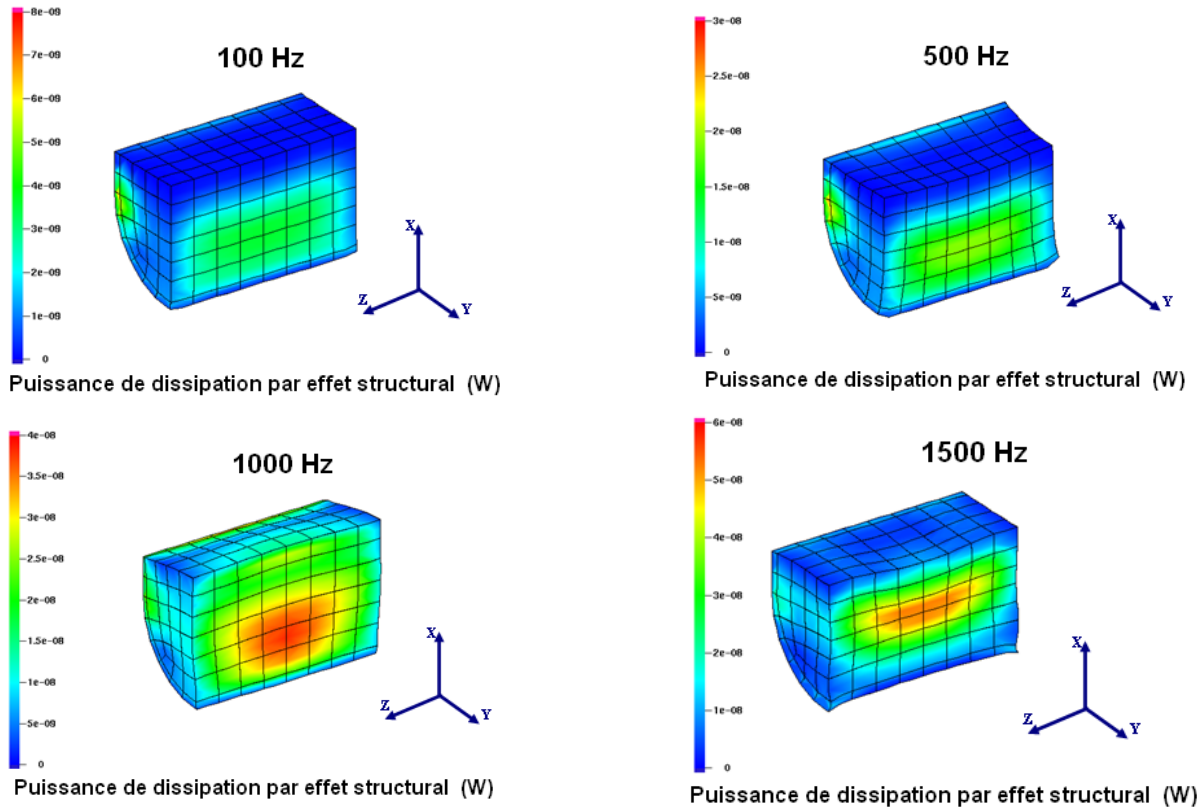 8e-09
7e-09
6e-09
5e-09
4e-09
3e-09
2e-09
1e-09
0
100 Hz
X
Z
Y
Puissance de dissipation par effet structural (W)
3e-08
2.5e-08
2e-08
1.5e-08
1e-08
5e-09
0
500 Hz
X
Z
Y
Puissance de dissipation par effet structural (W)
4e-08
3.5e-08
3e-08
2.5e-08
2e-08
1.5e-08
1e-08
5e-09
0
1000 Hz
X
Z
Y
Puissance de dissipation par effet structural (W)
6e-08
5e-08
4e-08
3e-08
2e-08
1e-08
0
1500 Hz
X
Z
Y
Puissance de dissipation par effet structural (W)